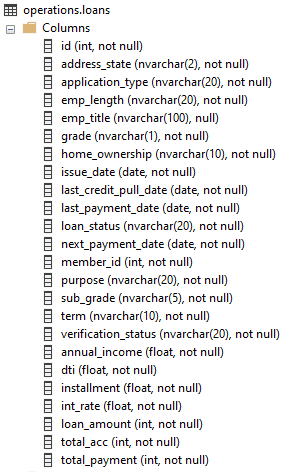 operations.loans
Columns
id (int, not null)
address_state (nvarchar(2), not null)
application_type (nvarchar(20), not null)
emp_length (nvarchar(20), not null)
emp_title (nvarchar(100), null)
grade (nvarchar(1), not null)
home_ownership (nvarchar(10), not null)
issue_date (date, not null)
last_credit_pull_date (date, not null)
last_payment_date (date, not null)
loan_status (nvarchar(20), not null)
next_payment_date (date, not null)
member_id (int, not null)
purpose (nvarchar(20), not null)
sub_grade (nvarchar(5), not null)
term (nvarchar(10), not null)
verification_status (nvarchar(20), not null)
annual_income (float, not null)
dti (float, not null)
installment (float, not null)
int_rate (float, not null)
loan_amount (int, not null)
total_acc (int, not null)
total_payment (int, not null)